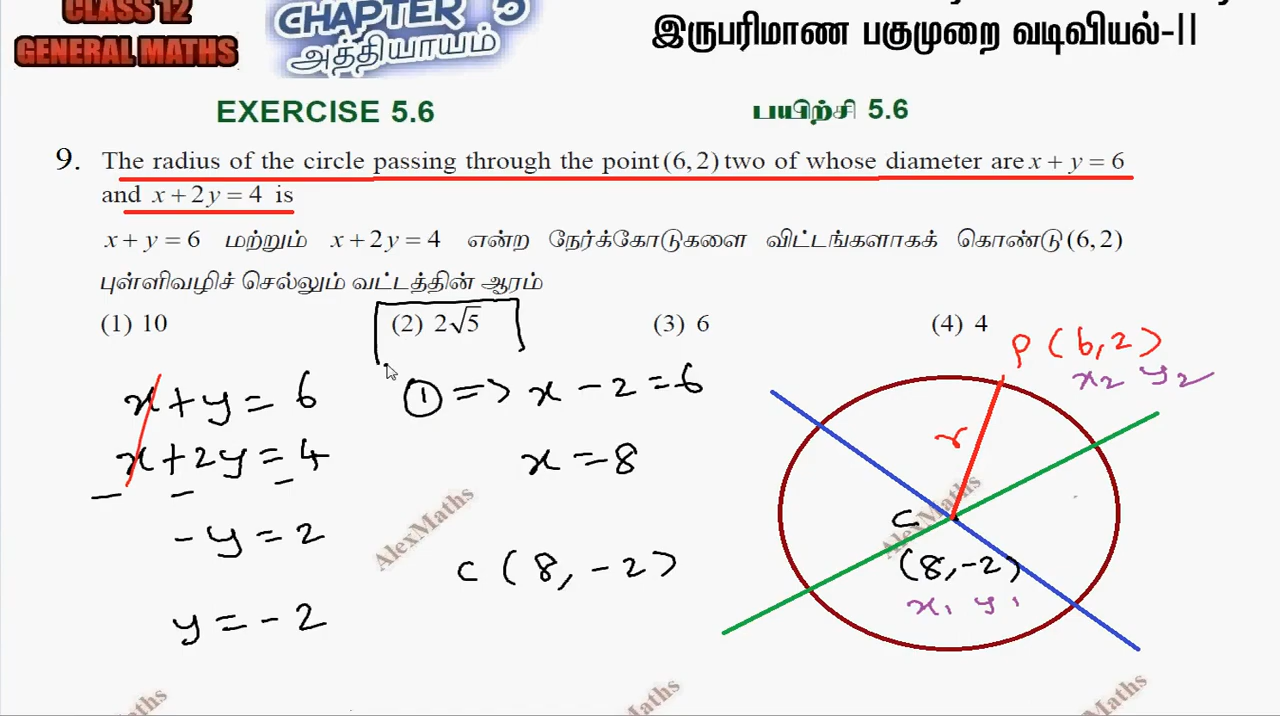 CLASS 12
GENERAL MATHS
CHAPTER 5
அத்தியாயம்
இருபரிமாண பகுமுறை வடிவியல்-II
EXERCISE 5.6
பயிற்சி 5.6
9. The radius of the circle passing through the point (6, 2) two of whose diameter are x + y = 6
and x + 2y = 4 is
x + y = 6 மற்றும் x + 2y = 4 என்ற நேர்க்கோடுகளை விட்டங்களாகக் கொண்டு (6, 2)
புள்ளிவழிச் செல்லும் வட்டத்தின் ஆரம்
(1) 10 (2) 2√5 (3) 6 (4) 4
x + y = 6
x + 2y = 4
− − −
- y = 2
y = - 2
① => x - 2 = 6
x = 8
C (8, -2)
P (6, 2)
x₂ y₂
r
C
(8, -2)
x₁ y₁
AlexMaths
AlexMaths
Maths
Maths
Maths